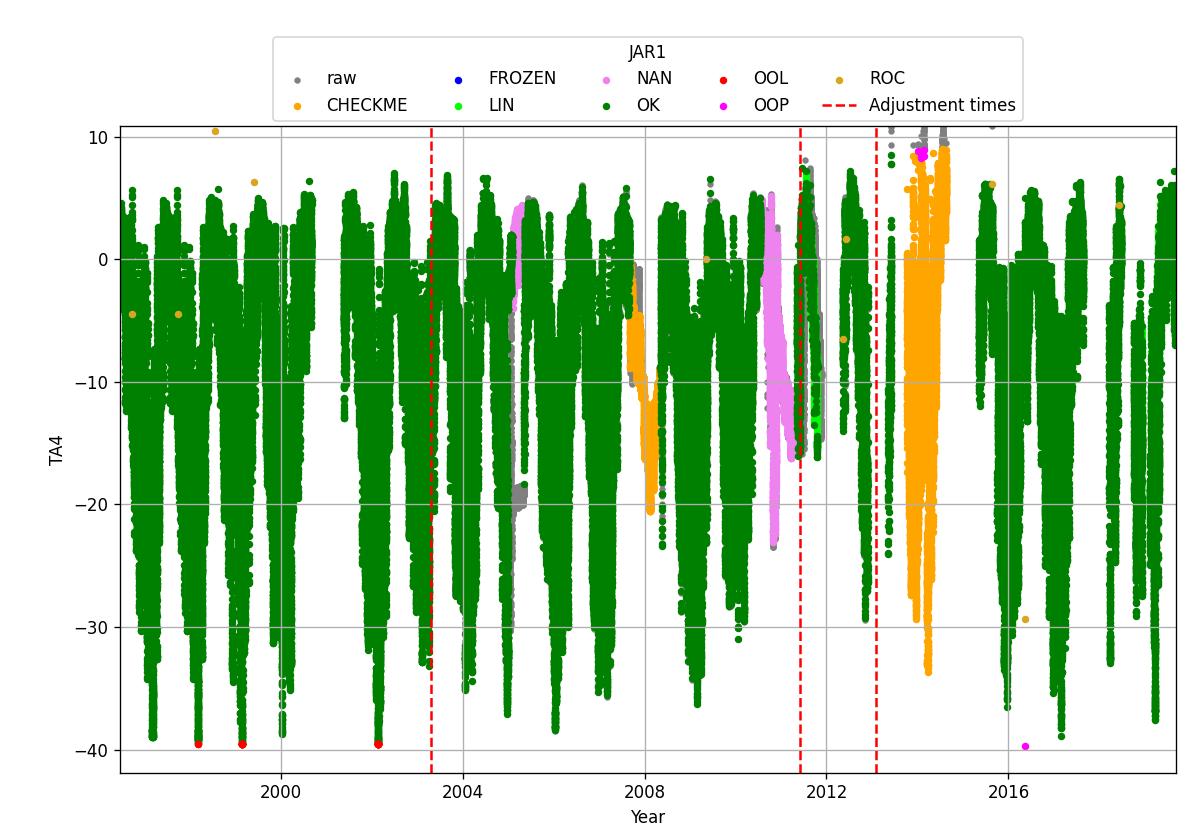 JAR1
raw FROZEN NAN OOL ROC
CHECKME LIN OK OOP Adjustment times
10
0
−10
−20
−30
−40
TA4
2000 2004 2008 2012 2016
Year